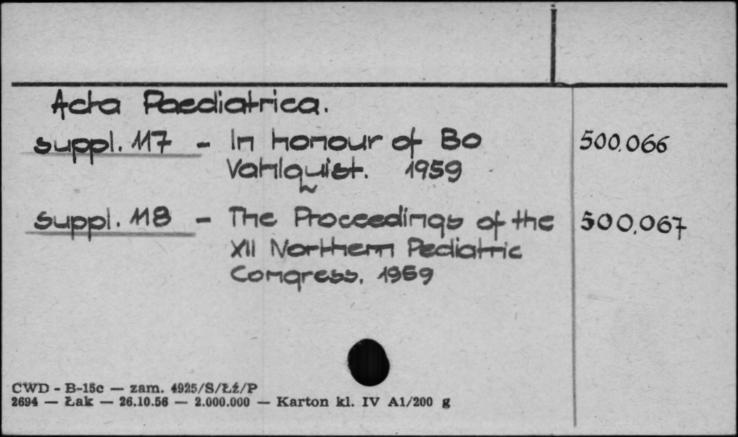 Acta Paediatrica.
suppl. 117 - In honour of Bo 500.066
Vahlquist. 1959
suppl. 118 - The Proceedings of the 500.067
XII Northern Pediatric
Congress. 1959
CWD - B-15c — zam. 4925/S/Łź/P
2694 — Łak — 26.10.56 — 2.000.000 — Karton kl. IV A1/200 g